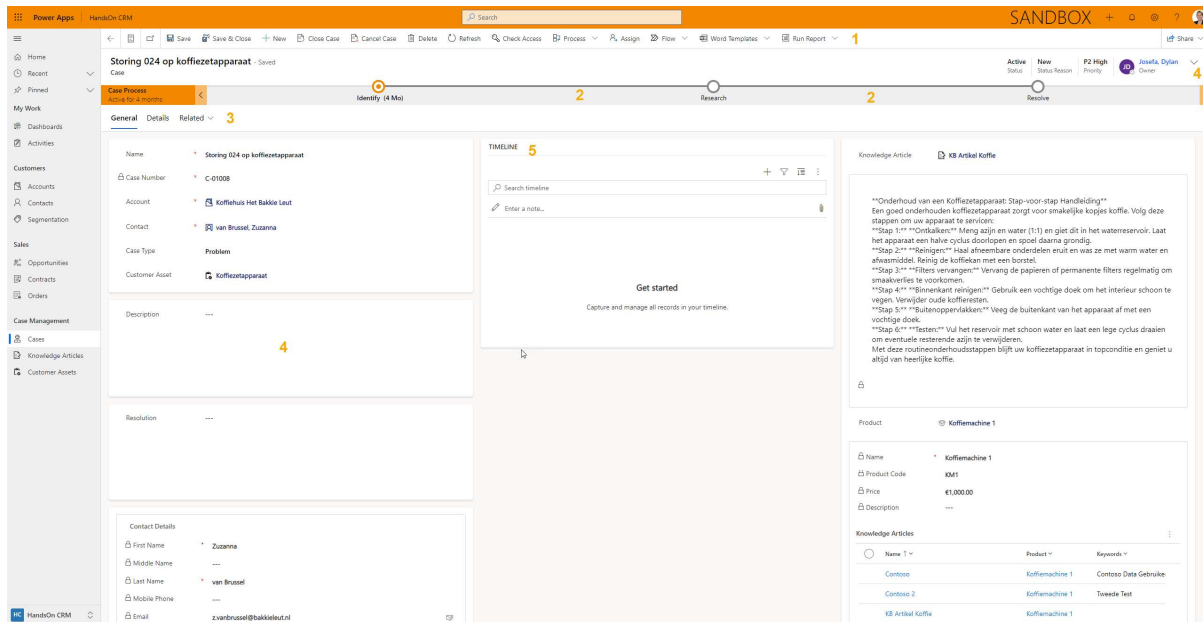 Power Apps HandsOn CRM
Search
SANDBOX
Save Save & Close New Close Case Cancel Case Delete Refresh Check Access Process Assign Flow Word Templates Run Report 1
Share
Home
Recent
Pinned
My Work
Dashboards
Activities
Customers
Accounts
Contacts
Segmentation
Sales
Opportunities
Contracts
Orders
Case Management
Cases
Knowledge Articles
Customer Assets
HC HandsOn CRM
Storing 024 op koffiezetapparaat - Saved
Case
Active
Status
New
Status Reason
P2 High
Priority
JD
Josefa, Dylan
Owner
4
Case Process
Active for 4 months
Identify (4 Mo)
2
Research
2
Resolve
General Details Related 3
Name * Storing 024 op koffiezetapparaat
Case Number * C-01008
Account * Koffiehuis Het Bakkie Leut
Contact * van Brussel, Zuzanna
Case Type Problem
Customer Asset Koffiezetapparaat
Description ---
4
Resolution ---
Contact Details
First Name * Zuzanna
Middle Name ---
Last Name * van Brussel
Mobile Phone ---
Email z.vanbrussel@bakkieleut.nl
TIMELINE 5
Search timeline
Enter a note...
Get started
Capture and manage all records in your timeline.
Knowledge Article KB Artikel Koffie
**Onderhoud van een Koffiezetapparaat: Stap-voor-stap Handleiding**
Een goed onderhouden koffiezetapparaat zorgt voor smakelijke kopjes koffie. Volg deze
stappen om uw apparaat te servicen:
**Stap 1:** **Ontkalken:** Meng azijn en water (1:1) en giet dit in het waterreservoir. Laat
het apparaat een halve cyclus doorlopen en spoel daarna grondig.
**Stap 2:** **Reinigen:** Haal afneembare onderdelen eruit en was ze met warm water en
afwasmiddel. Reinig de koffiekan met een borstel.
**Stap 3:** **Filters vervangen:** Vervang de papieren of permanente filters regelmatig om
smaakverlies te voorkomen.
**Stap 4:** **Binnenkant reinigen:** Gebruik een vochtige doek om het interieur schoon te
vegen. Verwijder oude koffieresten.
**Stap 5:** **Buitenoppervlakken:** Veeg de buitenkant van het apparaat af met een
vochtige doek.
**Stap 6:** **Testen:** Vul het reservoir met schoon water en laat een lege cyclus draaien
om eventuele resterende azijn te verwijderen.
Met deze routineonderhoudsstappen blijft uw koffiezetapparaat in topconditie en geniet u
altijd van heerlijke koffie.
Product Koffiemachine 1
Name * Koffiemachine 1
Product Code KM1
Price €1,000.00
Description ---
Knowledge Articles
Name Product Keywords
Contoso Koffiemachine 1 Contoso Data Gebruike
Contoso 2 Koffiemachine 1 Tweede Test
KB Artikel Koffie Koffiemachine 1